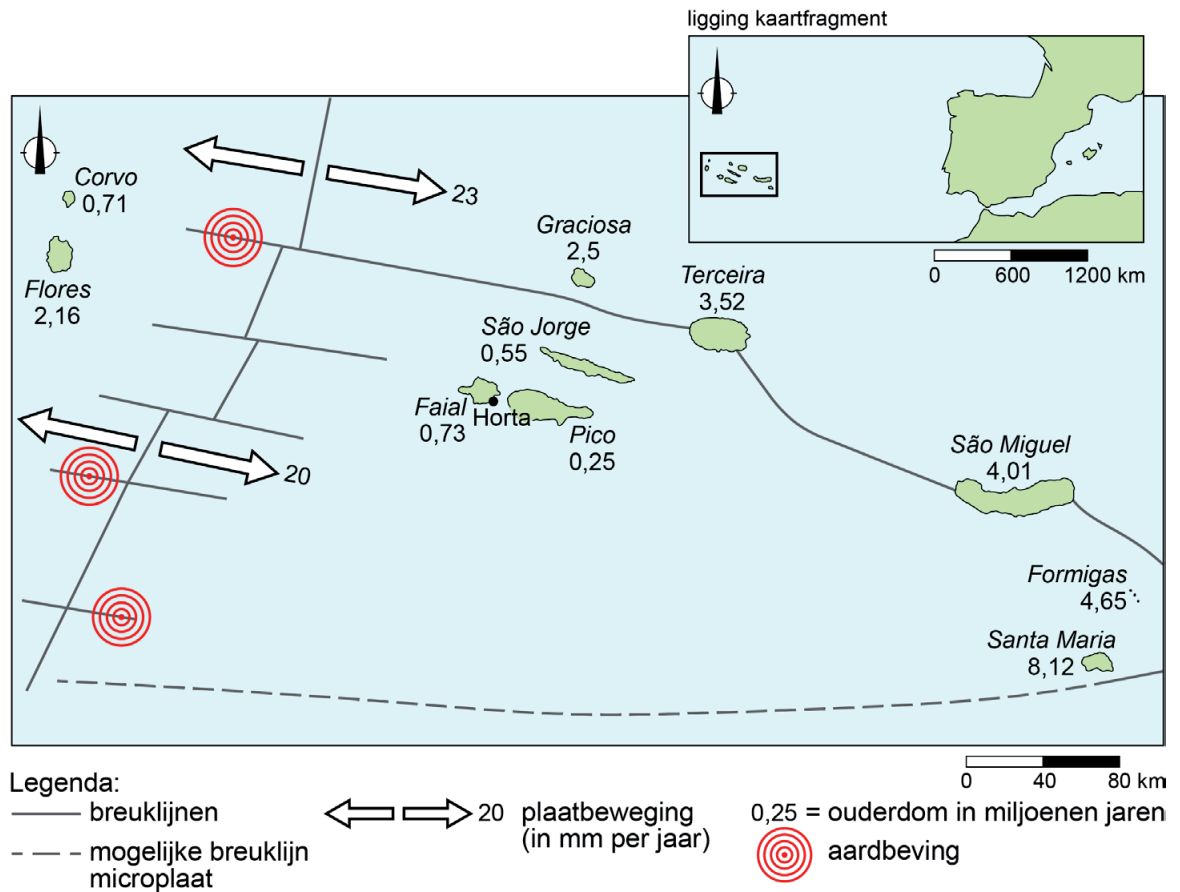 ligging kaartfragment
0 600 1200 km
Corvo
0,71
23
Graciosa
2,5
Terceira
3,52
Flores
2,16
São Jorge
0,55
Faial
0,73
Horta
Pico
0,25
20
São Miguel
4,01
Formigas
4,65
Santa Maria
8,12
0 40 80 km
Legenda:
breuklijnen
mogelijke breuklijn
microplaat
20 plaatbeweging
(in mm per jaar)
0,25 = ouderdom in miljoenen jaren
aardbeving